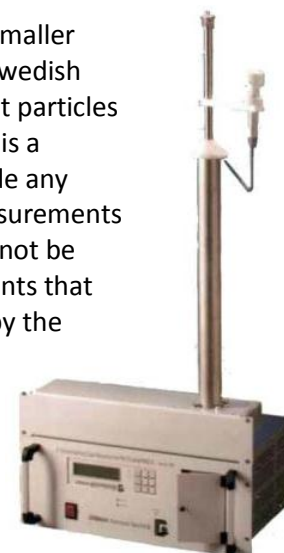 maller
wedish
t particles
is a
le any
surements
not be
nts that
by the